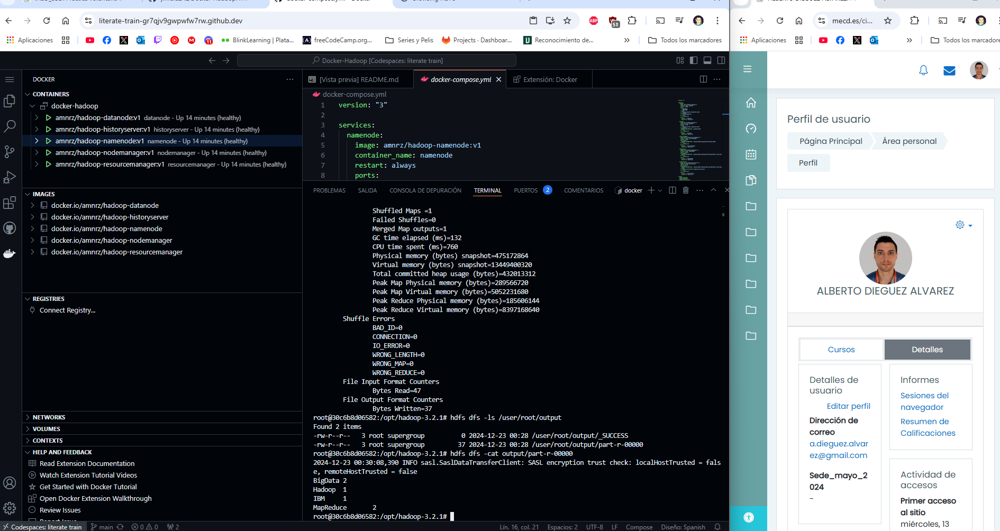 literate-train-gr7qjv9gwpwfw7rw.github.dev
ABP
51
Aplicaciones
11
BlinkLearning | Plata...
freeCodeCamp.org...
Series y Pelis
Projects · Dashboar...
Reconocimiento de...
»
Todos los marcadores
Docker-Hadoop [Codespaces: literate train]
DOCKER
CONTAINERS
docker-hadoop
amnrz/hadoop-datanode:v1 datanode - Up 14 minutes (healthy)
amnrz/hadoop-historyserver:v1 historyserver - Up 14 minutes (healthy)
amnrz/hadoop-namenode:v1 namenode - Up 14 minutes (healthy)
amnrz/hadoop-nodemanager:v1 nodemanager - Up 14 minutes (healthy)
amnrz/hadoop-resourcemanager:v1 resourcemanager - Up 14 minutes (healthy)
IMAGES
docker.io/amnrz/hadoop-datanode
docker.io/amnrz/hadoop-historyserver
docker.io/amnrz/hadoop-namenode
docker.io/amnrz/hadoop-nodemanager
docker.io/amnrz/hadoop-resourcemanager
REGISTRIES
Connect Registry...
NETWORKS
VOLUMES
CONTEXTS
HELP AND FEEDBACK
Read Extension Documentation
Watch Extension Tutorial Videos
Get Started with Docker Tutorial
Open Docker Extension Walkthrough
Review Issues
[Vista previa] README.md
docker-compose.yml
Extensión: Docker
docker-compose.yml
1 version: "3"
2
3 services:
4 namenode:
5 image: amnrz/hadoop-namenode:v1
6 container_name: namenode
7 restart: always
8 ports:
PROBLEMAS SALIDA CONSOLA DE DEPURACIÓN TERMINAL PUERTOS 2 COMENTARIOS docker
Shuffled Maps =1
Failed Shuffles=0
Merged Map outputs=1
GC time elapsed (ms)=132
CPU time spent (ms)=760
Physical memory (bytes) snapshot=475172864
Virtual memory (bytes) snapshot=13449400320
Total committed heap usage (bytes)=432013312
Peak Map Physical memory (bytes)=289566720
Peak Map Virtual memory (bytes)=5052231680
Peak Reduce Physical memory (bytes)=185606144
Peak Reduce Virtual memory (bytes)=8397168640
Shuffle Errors
BAD_ID=0
CONNECTION=0
IO_ERROR=0
WRONG_LENGTH=0
WRONG_MAP=0
WRONG_REDUCE=0
File Input Format Counters
Bytes Read=47
File Output Format Counters
Bytes Written=37
root@30c6b8d06582:/opt/hadoop-3.2.1# hdfs dfs -ls /user/root/output
Found 2 items
-rw-r--r-- 3 root supergroup 0 2024-12-23 00:28 /user/root/output/_SUCCESS
-rw-r--r-- 3 root supergroup 37 2024-12-23 00:28 /user/root/output/part-r-00000
root@30c6b8d06582:/opt/hadoop-3.2.1# hdfs dfs -cat output/part-r-00000
2024-12-23 00:30:08,390 INFO sasl.SaslDataTransferClient: SASL encryption trust check: localHostTrusted = fals
e, remoteHostTrusted = false
BigData 2
Hadoop 1
IBM 1
MapReduce 2
root@30c6b8d06582:/opt/hadoop-3.2.1#
Codespaces: literate train main 0 0 2
Lín. 16, col. 21 Espacios: 2 UTF-8 LF Compose Diseño: Spanish
mecd.es/ci...
Aplicaciones
»
Todos los marcadore
Perfil de usuario
Página Principal
Área personal
Perfil
ALBERTO DIEGUEZ ALVAREZ
Cursos
Detalles
Detalles de
usuario
Editar perfil
Dirección de
correo
a.dieguez.alvar
ez@gmail.com
Sede_mayo_2
024
-
Informes
Sesiones del
navegador
Resumen de
Calificaciones
Actividad de
accesos
Primer acceso
al sitio
miércoles, 13